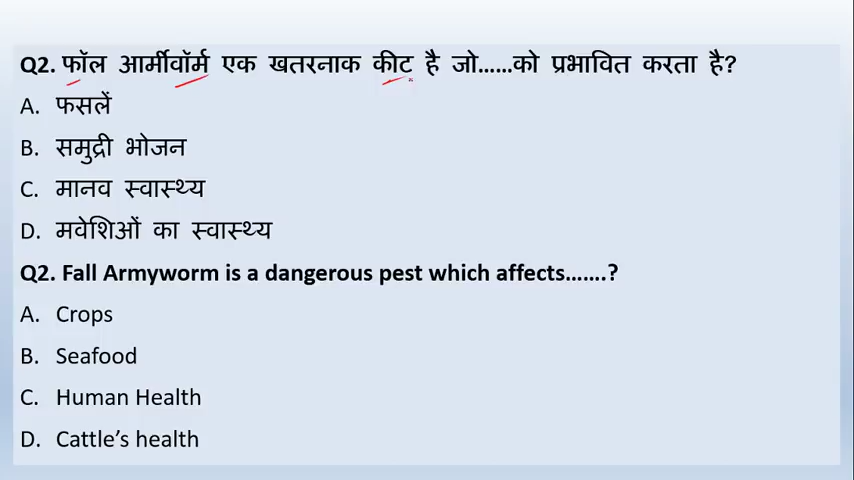 Q2. फॉल आर्मीवॉर्म एक खतरनाक कीट है जो......को प्रभावित करता है?
A. फसलें
B. समुद्री भोजन
C. मानव स्वास्थ्य
D. मवेशिओं का स्वास्थ्य
Q2. Fall Armyworm is a dangerous pest which affects.......?
A. Crops
B. Seafood
C. Human Health
D. Cattle’s health